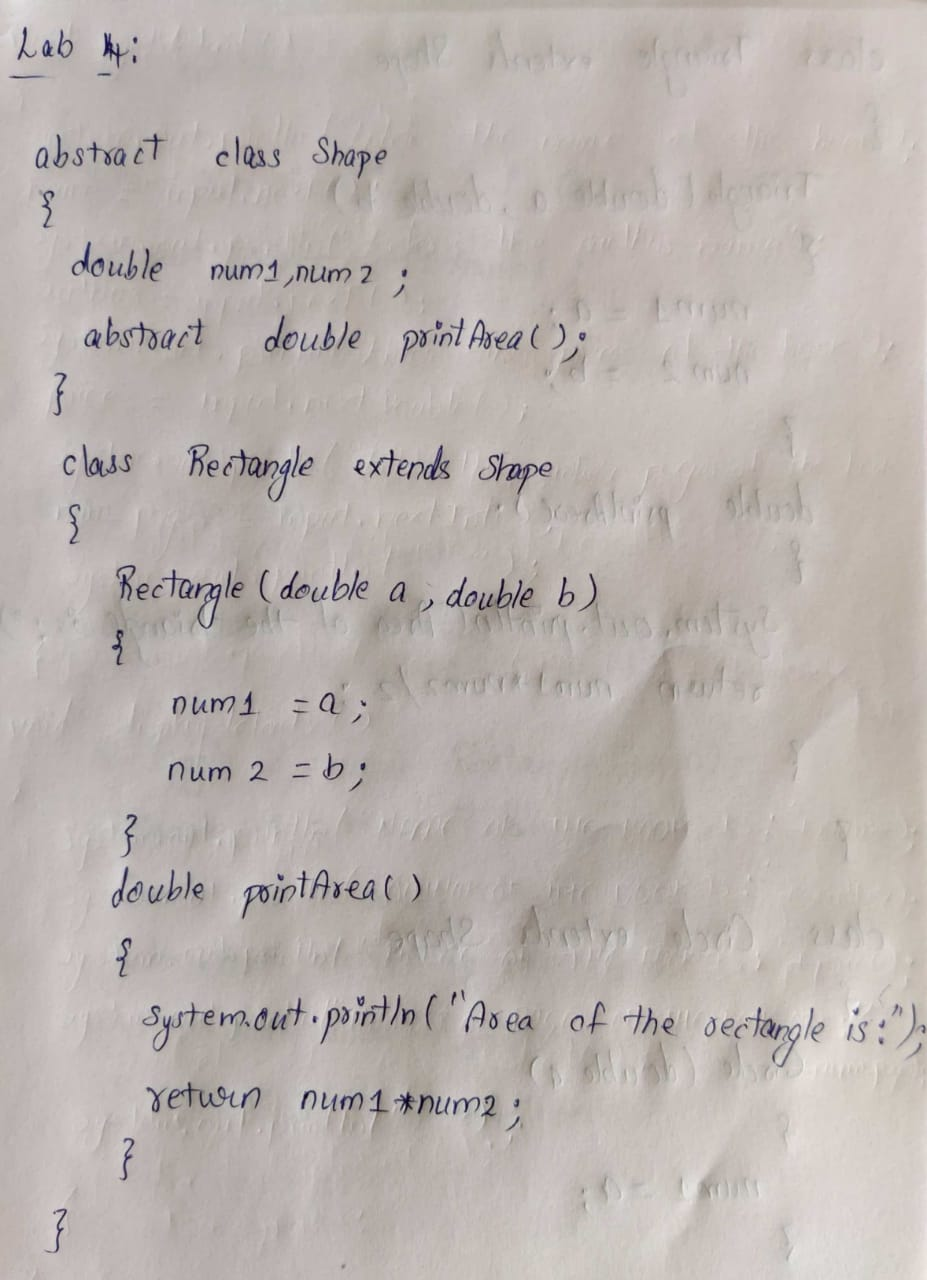 Lab 4:
abstract class Shape
{
double num1,num2 ;
abstract double printArea();
}
class Rectangle extends Shape
{
Rectangle (double a , double b)
{
num1 = a ;
num 2 = b ;
}
double printArea()
{
System.out.println("Area of the rectangle is:");
return num1*num2 ;
}
}